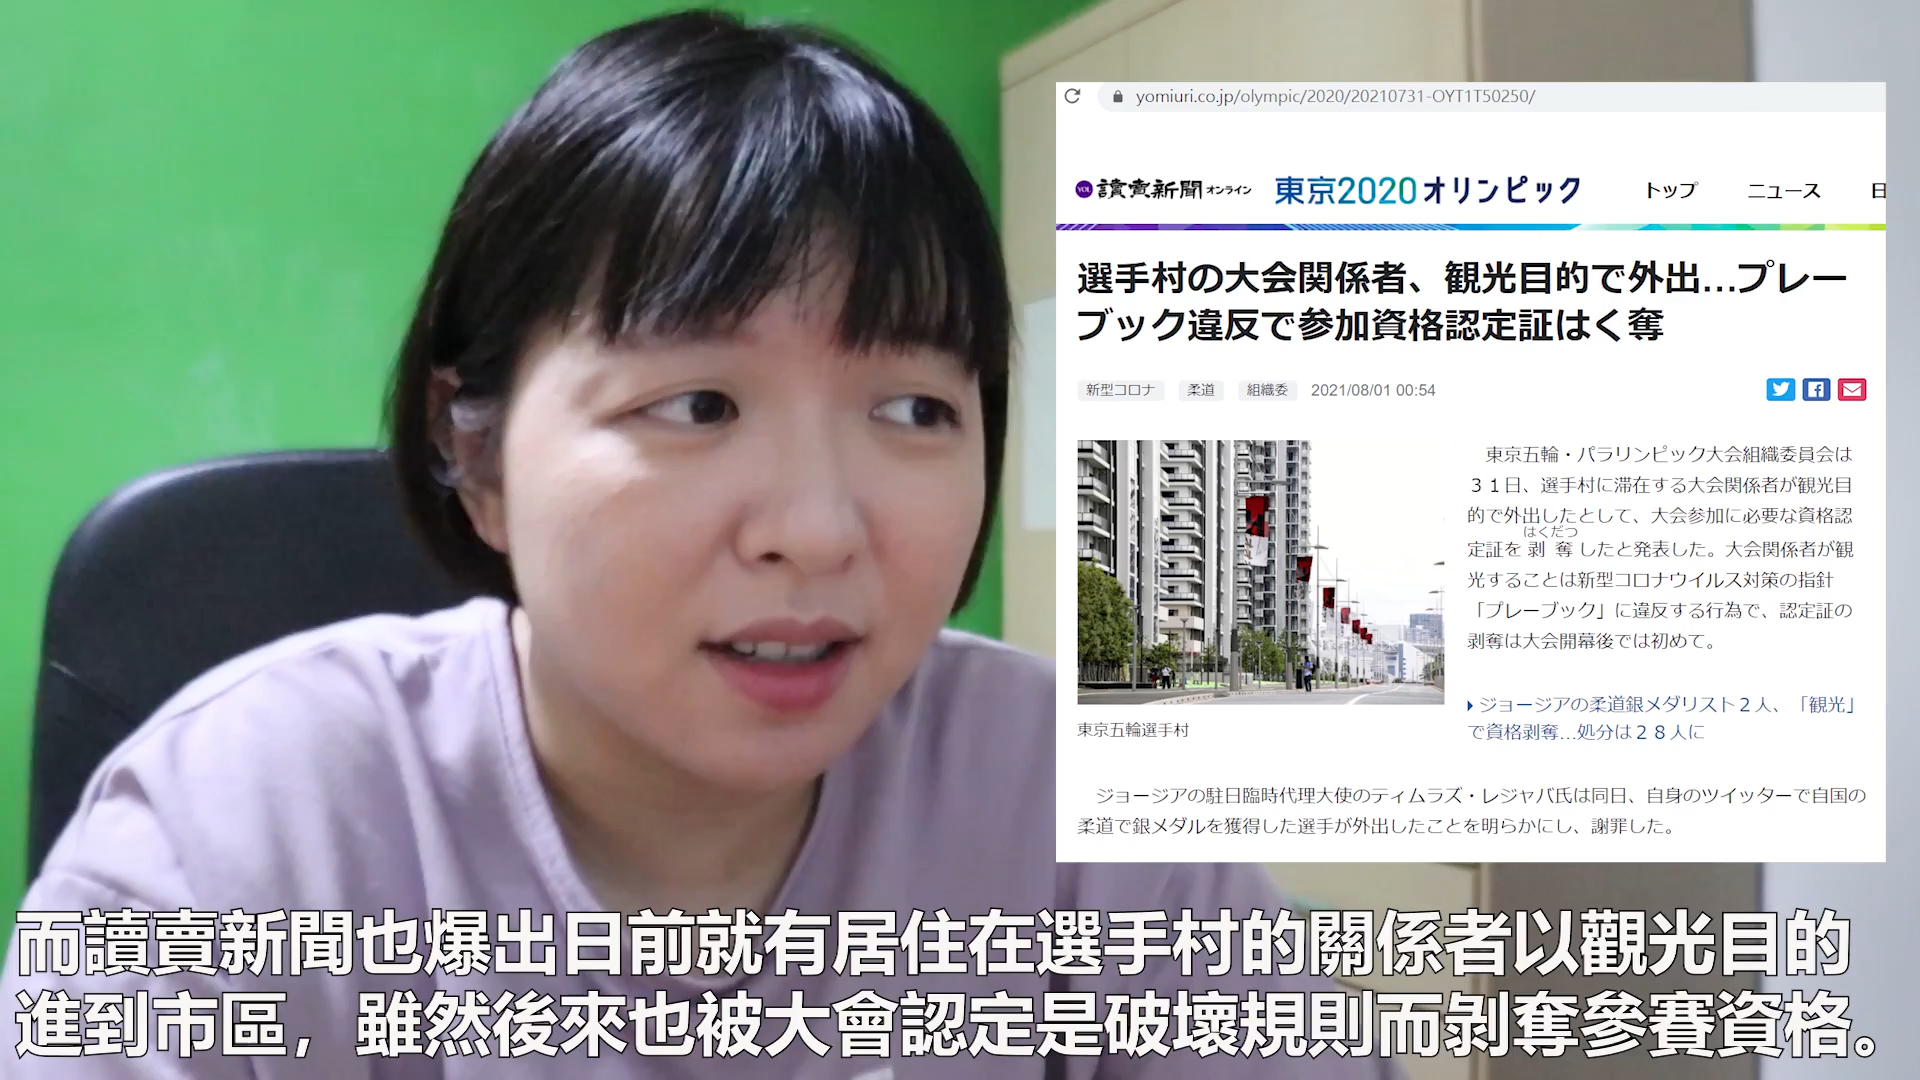 yomiuri.co.jp/olympic/2020/20210731-OYT1T50250/
YOL 讀賣新聞オンライン 東京2020オリンピック トップ ニュース 日
選手村の大会関係者、観光目的で外出…プレー
ブック違反で参加資格認定証はく奪
新型コロナ 柔道 組織委 2021/08/01 00:54
東京五輪・パラリンピック大会組織委員会は
３１日、選手村に滞在する大会関係者が観光目
的で外出したとして、大会参加に必要な資格認
はくだつ
定証を剥奪したと発表した。大会関係者が観
光することは新型コロナウイルス対策の指針
「プレーブック」に違反する行為で、認定証の
剥奪は大会開幕後では初めて。
ジョージアの柔道銀メダリスト２人、「観光」
で資格剥奪…処分は２８人に
東京五輪選手村
ジョージアの駐日臨時代理大使のティムラズ・レジャバ氏は同日、自身のツイッターで自国の
柔道で銀メダルを獲得した選手が外出したことを明らかにし、謝罪した。
而讀賣新聞也爆出日前就有居住在選手村的關係者以觀光目的
進到市區，雖然後來也被大會認定是破壞規則而剝奪參賽資格。